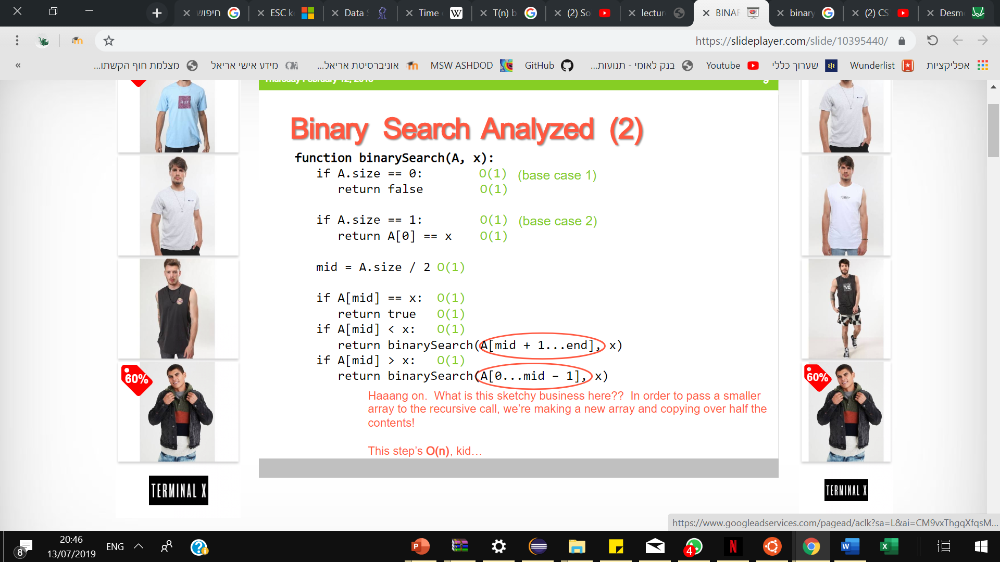 חיפוש
ESC k
Data
Time
T(n) b
(2) So
lectur
BINAR
binary
(2) CS
Desm
https://slideplayer.com/slide/10395440/
«
מצלמת חוף הקשתו...
מידע אישי אריאל
אוניברסיטת אריאל...
MSW ASHDOD
GitHub
בנק לאומי - תנועות...
Youtube
שערוך כללי
Wunderlist
אפליקציות
Thursday February 12, 2015
9
Binary Search Analyzed (2)
function binarySearch(A, x):
if A.size == 0: O(1) (base case 1)
return false O(1)
if A.size == 1: O(1) (base case 2)
return A[0] == x O(1)
mid = A.size / 2 O(1)
if A[mid] == x: O(1)
return true O(1)
if A[mid] < x: O(1)
return binarySearch(A[mid + 1...end], x)
if A[mid] > x: O(1)
return binarySearch(A[0...mid – 1], x)
Haaang on. What is this sketchy business here?? In order to pass a smaller
array to the recursive call, we’re making a new array and copying over half the
contents!
This step’s O(n), kid…
HUF
60%
60%
TERMINAL X
TERMINAL X
https://www.googleadservices.com/pagead/aclk?sa=L&ai=CM9vxThgqXfqsM...
8
20:46
13/07/2019
ENG
4